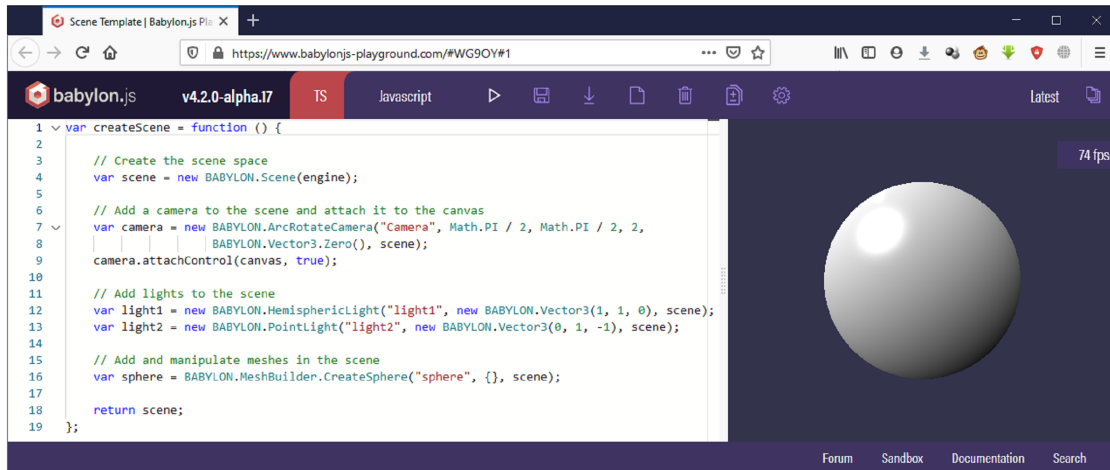 Scene Template | Babylon.js Pla
https://www.babylonjs-playground.com/#WG9OY#1
babylon.js v4.2.0-alpha.17 TS Javascript Latest
1 var createScene = function () {
2
3 // Create the scene space
4 var scene = new BABYLON.Scene(engine);
5
6 // Add a camera to the scene and attach it to the canvas
7 var camera = new BABYLON.ArcRotateCamera("Camera", Math.PI / 2, Math.PI / 2, 2,
8 BABYLON.Vector3.Zero(), scene);
9 camera.attachControl(canvas, true);
10
11 // Add lights to the scene
12 var light1 = new BABYLON.HemisphericLight("light1", new BABYLON.Vector3(1, 1, 0), scene);
13 var light2 = new BABYLON.PointLight("light2", new BABYLON.Vector3(0, 1, -1), scene);
14
15 // Add and manipulate meshes in the scene
16 var sphere = BABYLON.MeshBuilder.CreateSphere("sphere", {}, scene);
17
18 return scene;
19 };
74 fps
Forum Sandbox Documentation Search